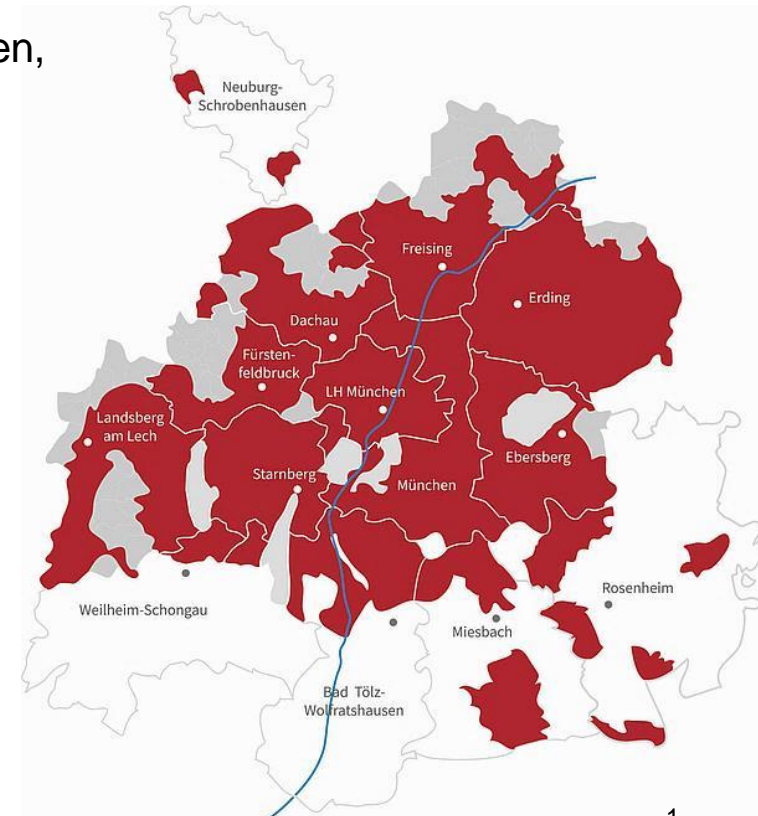 en,
Neuburg-
Schrobenhausen
Freising
Erding
Dachau
Fürsten-
feldbruck
LH München
Landsberg
am Lech
Ebersberg
Starnberg
München
Rosenheim
Weilheim-Schongau
Miesbach
Bad Tölz-
Wolfratshausen
1